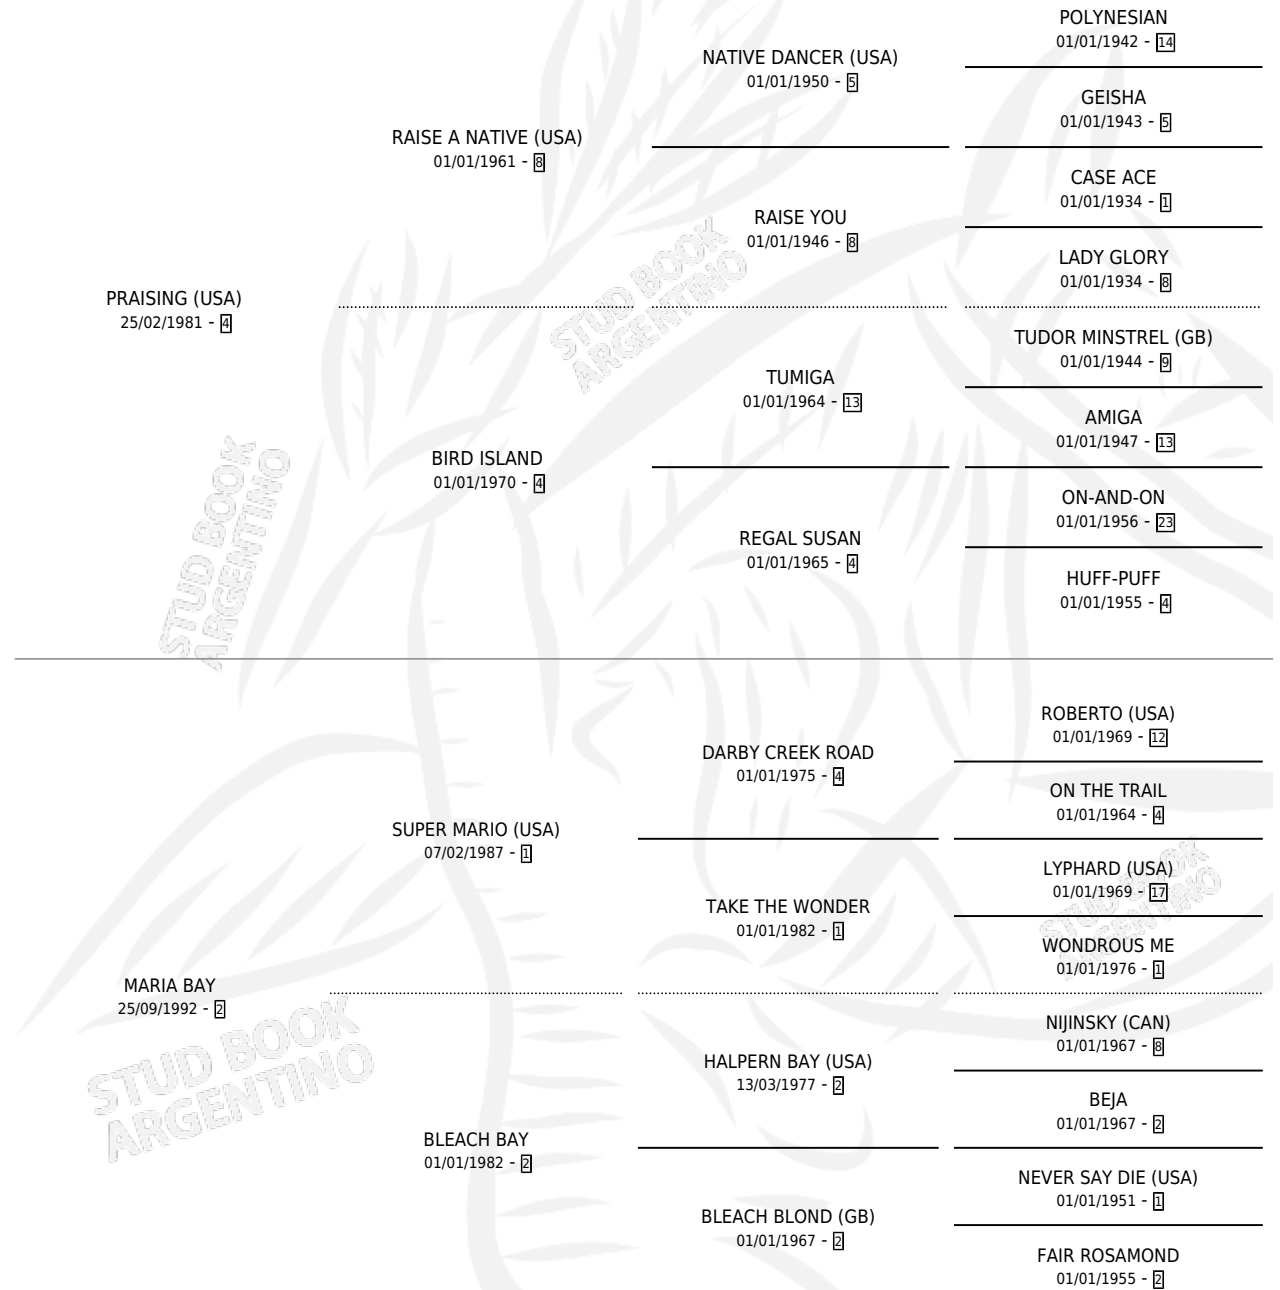 POLYNESIAN
01/01/1942 - 14
NATIVE DANCER (USA)
01/01/1950 - 5
GEISHA
01/01/1943 - 5
RAISE A NATIVE (USA)
01/01/1961 - 8
CASE ACE
01/01/1934 - 1
RAISE YOU
01/01/1946 - 8
LADY GLORY
01/01/1934 - 8
PRAISING (USA)
25/02/1981 - 4
TUDOR MINSTREL (GB)
01/01/1944 - 9
TUMIGA
01/01/1964 - 13
AMIGA
01/01/1947 - 13
BIRD ISLAND
01/01/1970 - 4
ON-AND-ON
01/01/1956 - 23
REGAL SUSAN
01/01/1965 - 4
HUFF-PUFF
01/01/1955 - 4
STUD BOOK
ARGENTINO
STUD BOOK
ARGENTINO
ROBERTO (USA)
01/01/1969 - 12
DARBY CREEK ROAD
01/01/1975 - 4
ON THE TRAIL
01/01/1964 - 4
SUPER MARIO (USA)
07/02/1987 - 1
LYPHARD (USA)
01/01/1969 - 17
TAKE THE WONDER
01/01/1982 - 1
WONDROUS ME
01/01/1976 - 1
STUD BOOK
ARGENTINO
MARIA BAY
25/09/1992 - 2
NIJINSKY (CAN)
01/01/1967 - 8
HALPERN BAY (USA)
13/03/1977 - 2
BEJA
01/01/1967 - 2
BLEACH BAY
01/01/1982 - 2
NEVER SAY DIE (USA)
01/01/1951 - 1
BLEACH BLOND (GB)
01/01/1967 - 2
FAIR ROSAMOND
01/01/1955 - 2
STUD BOOK
ARGENTINO